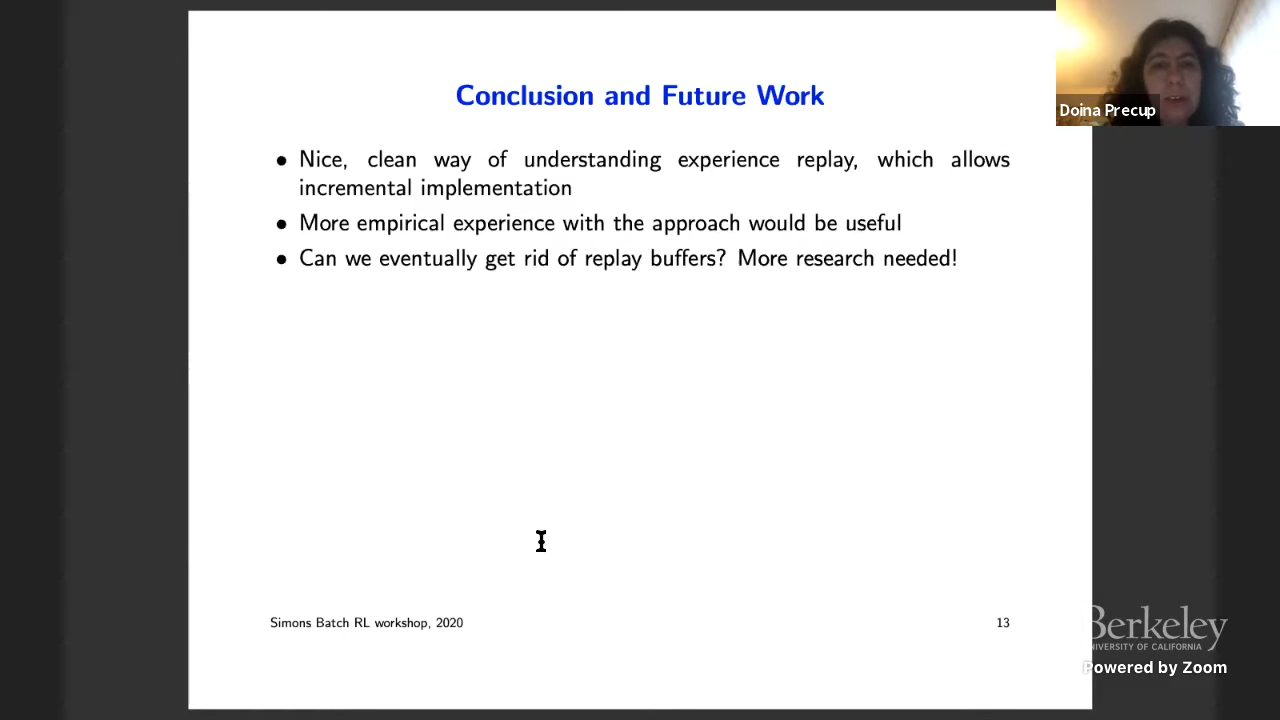 Conclusion and Future Work
Doina Precup
• Nice, clean way of understanding experience replay, which allows
incremental implementation
• More empirical experience with the approach would be useful
• Can we eventually get rid of replay buffers? More research needed!
Simons Batch RL workshop, 2020
13
Berkeley
UNIVERSITY OF CALIFORNIA
Powered by Zoom